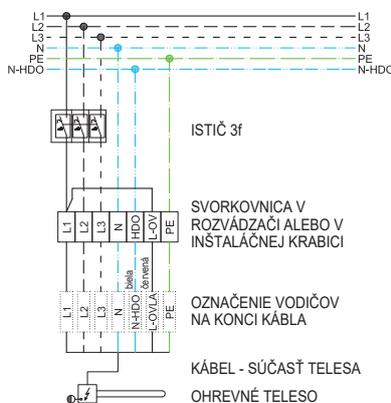 L1 L1
L2 L2
L3 L3
N N
PE PE
N-HDO N-HDO
ISTIČ 3f
SVORKOVNICA V
ROZVÁDZAČI ALEBO V
INŠTALÁČNEJ KRABICI
L1 L2 L3 N HDO L-OV PE
biela červená
L1 L2 L3 N N-HDO L-OVLA PE
OZNAČENIE VODIČOV
NA KONCI KÁBLA
KÁBEL - SÚČASŤ TELESA
OHREVNÉ TELESO